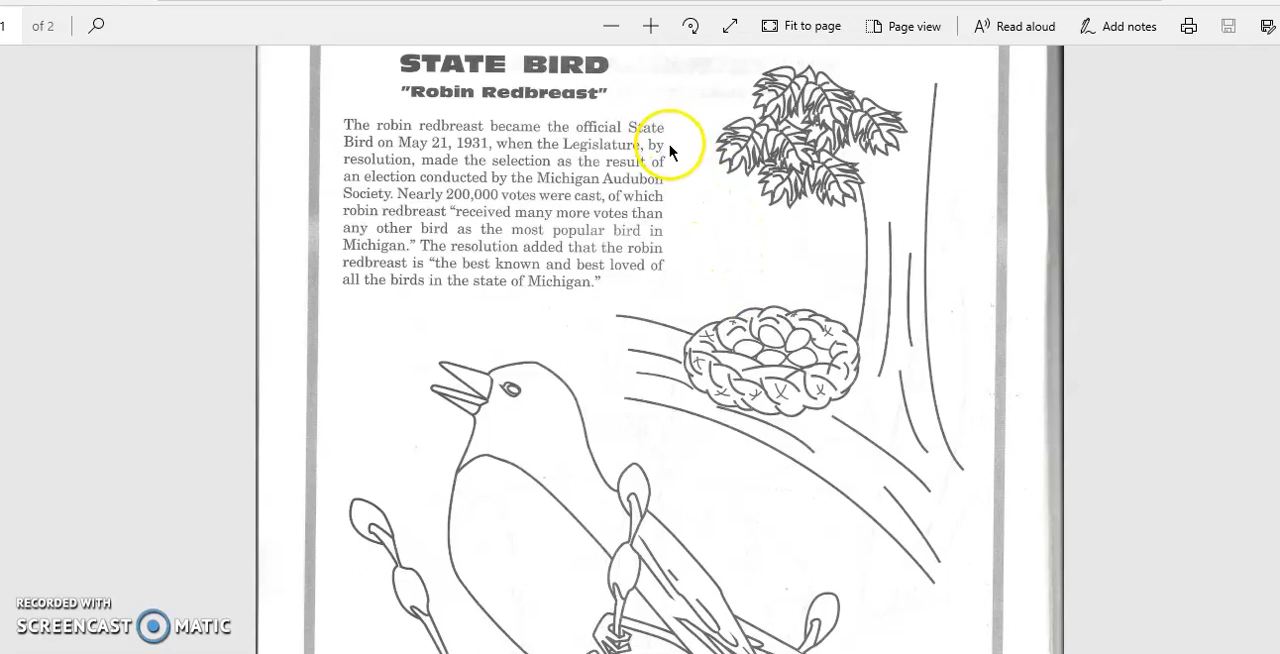 1 of 2
Fit to page
Page view
Read aloud
Add notes
STATE BIRD
"Robin Redbreast"
The robin redbreast became the official State
Bird on May 21, 1931, when the Legislature, by
resolution, made the selection as the result of
an election conducted by the Michigan Audubon
Society. Nearly 200,000 votes were cast, of which
robin redbreast “received many more votes than
any other bird as the most popular bird in
Michigan.” The resolution added that the robin
redbreast is “the best known and best loved of
all the birds in the state of Michigan.”
RECORDED WITH
SCREENCAST MATIC